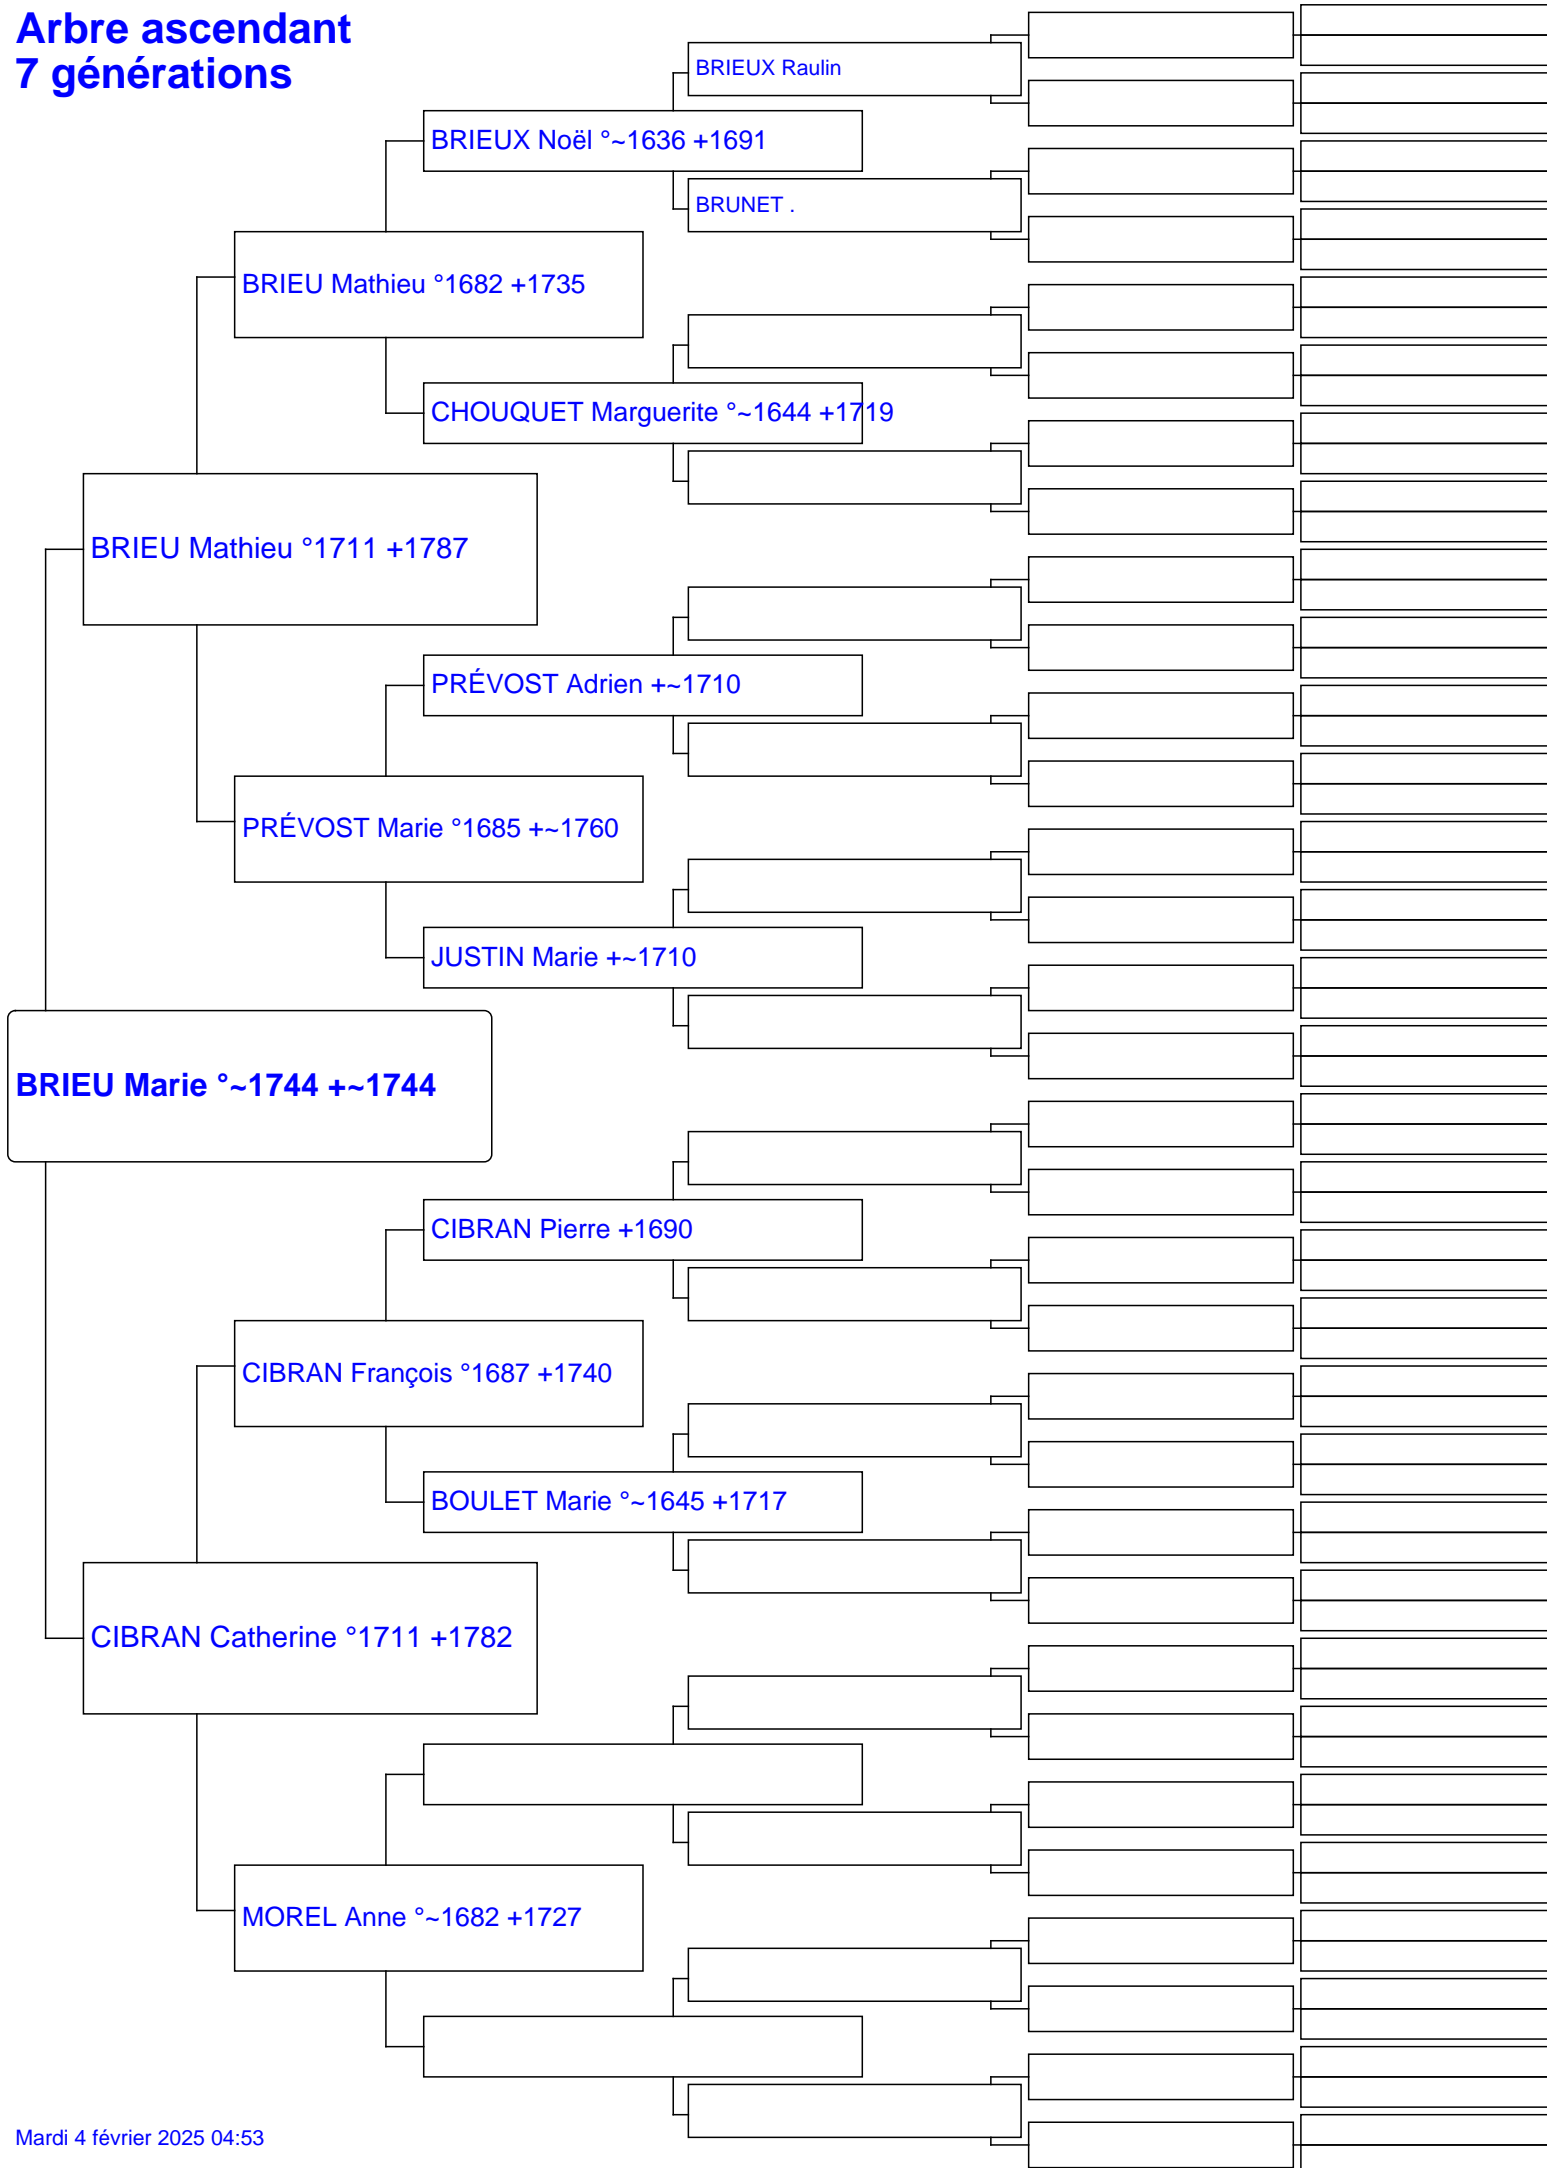 Arbre ascendant
7 générations
BRIEUX Raulin
BRIEUX Noël °~1636 +1691
BRUNET .
BRIEU Mathieu °1682 +1735
CHOUQUET Marguerite °~1644 +1719
BRIEU Mathieu °1711 +1787
PRÉVOST Adrien +~1710
PRÉVOST Marie °1685 +~1760
JUSTIN Marie +~1710
BRIEU Marie °~1744 +~1744
CIBRAN Pierre +1690
CIBRAN François °1687 +1740
BOULET Marie °~1645 +1717
CIBRAN Catherine °1711 +1782
MOREL Anne °~1682 +1727
Mardi 4 février 2025 04:53